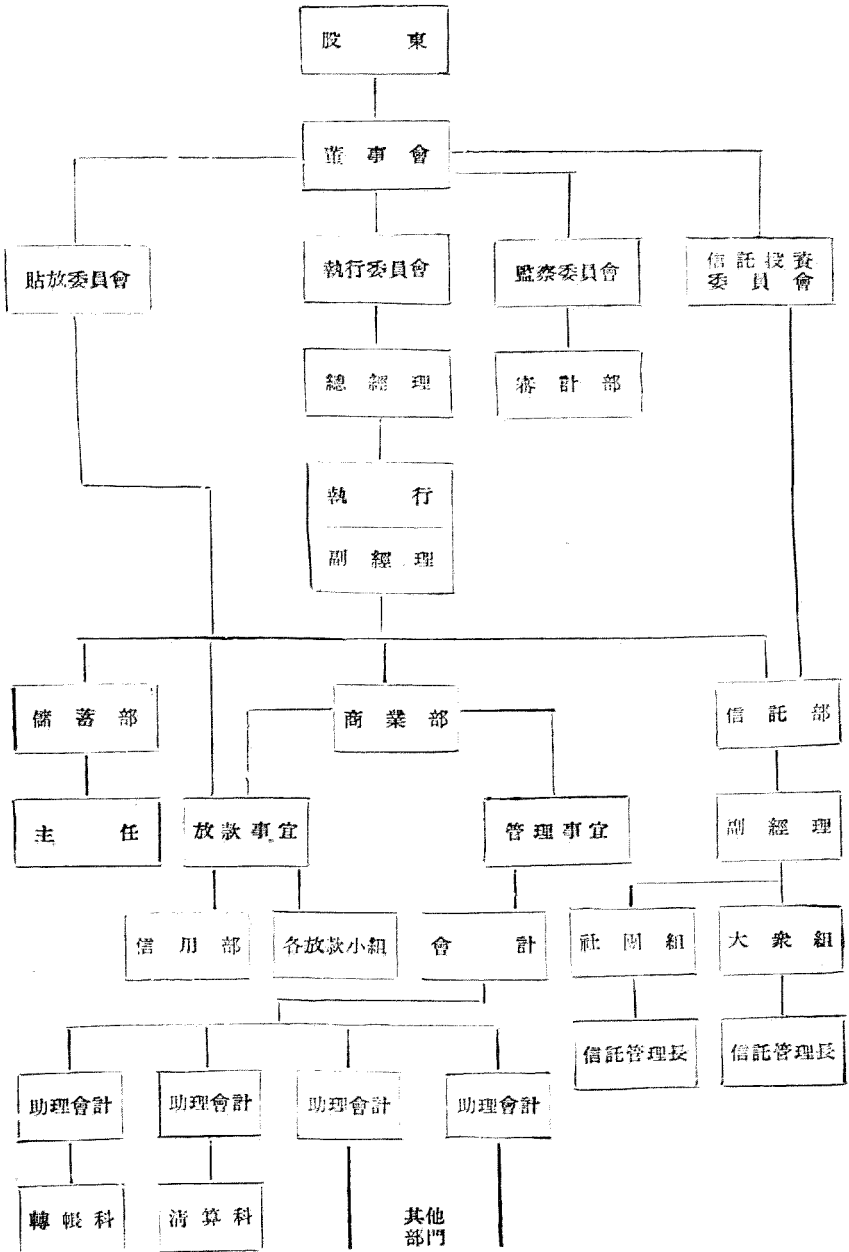 股東
董事會
貼放委員會
執行委員會
監察委員會
信託投資
委員會
總經理
審計部
執行
副經理
儲蓄部
商業部
信託部
主任
放款事宜
管理事宜
副經理
信用部
各放款小組
會計
社團組
大衆組
信託管理長
信託管理長
助理會計
助理會計
助理會計
助理會計
轉帳科
清算科
其他
部門